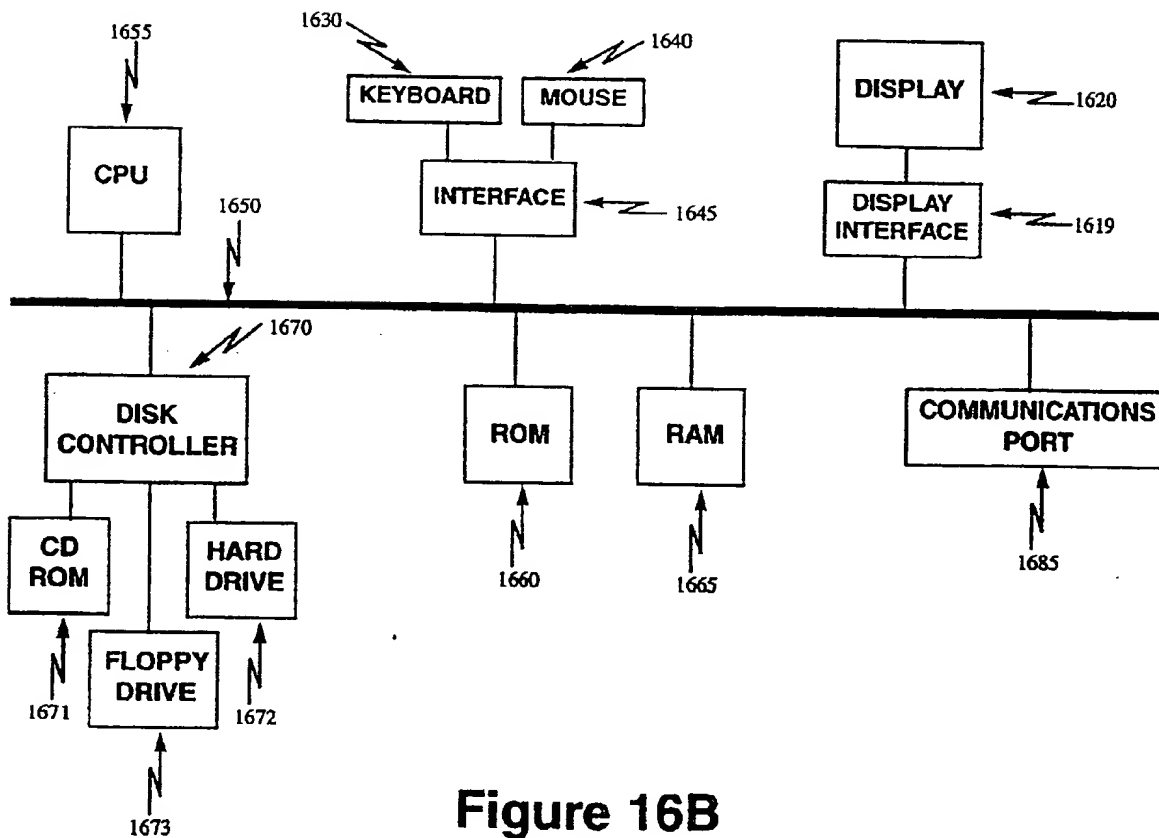 1655
1630
1640
KEYBOARD
MOUSE
DISPLAY
1620
CPU
INTERFACE
1645
DISPLAY
INTERFACE
1619
1650
1670
DISK
CONTROLLER
ROM
RAM
COMMUNICATIONS
PORT
CD
ROM
HARD
DRIVE
1660
1665
1685
FLOPPY
DRIVE
1671
1672
1673
Figure 16B